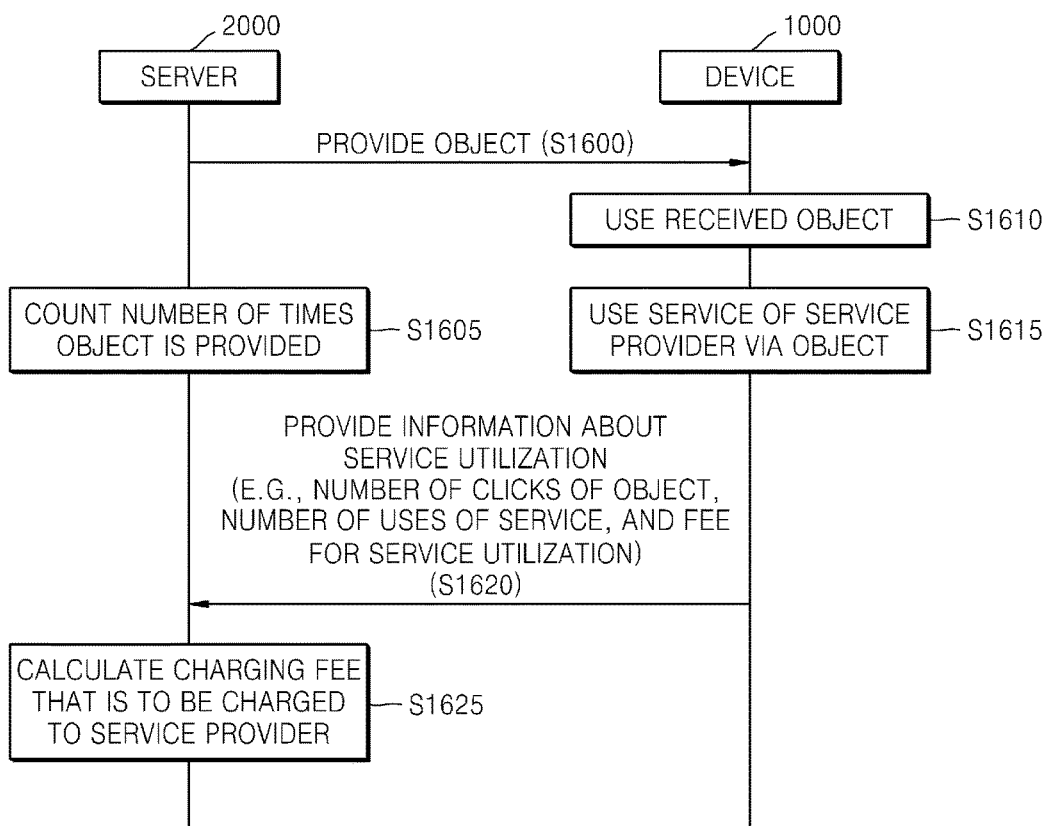 2000
1000
SERVER
DEVICE
PROVIDE OBJECT (S1600)
USE RECEIVED OBJECT
S1610
COUNT NUMBER OF TIMES
OBJECT IS PROVIDED
S1605
USE SERVICE OF SERVICE
PROVIDER VIA OBJECT
S1615
PROVIDE INFORMATION ABOUT
SERVICE UTILIZATION
(E.G., NUMBER OF CLICKS OF OBJECT,
NUMBER OF USES OF SERVICE, AND FEE
FOR SERVICE UTILIZATION)
(S1620)
CALCULATE CHARGING FEE
THAT IS TO BE CHARGED
TO SERVICE PROVIDER
S1625